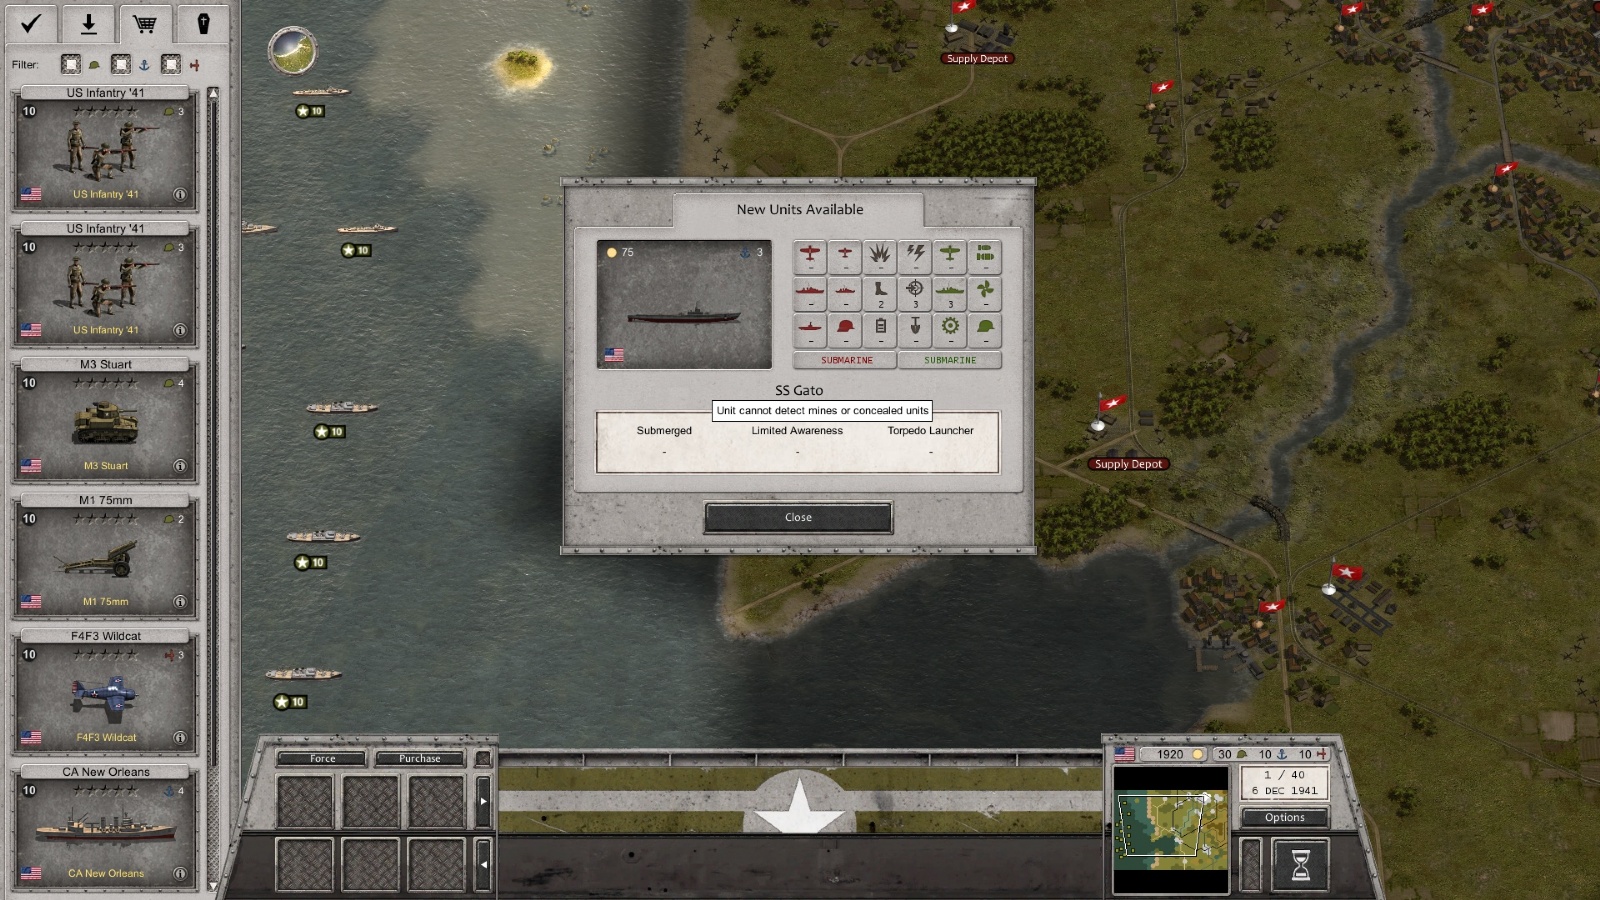 Filter:
US Infantry '41
10
3
US Infantry '41
US Infantry '41
10
3
US Infantry '41
M3 Stuart
10
4
M3 Stuart
M1 75mm
10
2
M1 75mm
F4F3 Wildcat
10
3
F4F3 Wildcat
CA New Orleans
10
4
CA New Orleans
10
10
10
10
10
Supply Depot
Supply Depot
New Units Available
75
3
- - - - - -
- - 2 3 3 -
- - - - - -
SUBMARINE SUBMARINE
SS Gato
Unit cannot detect mines or concealed units
Submerged Limited Awareness Torpedo Launcher
- - -
Close
Force Purchase
1920 30 10 10
1 / 40
6 DEC 1941
Options